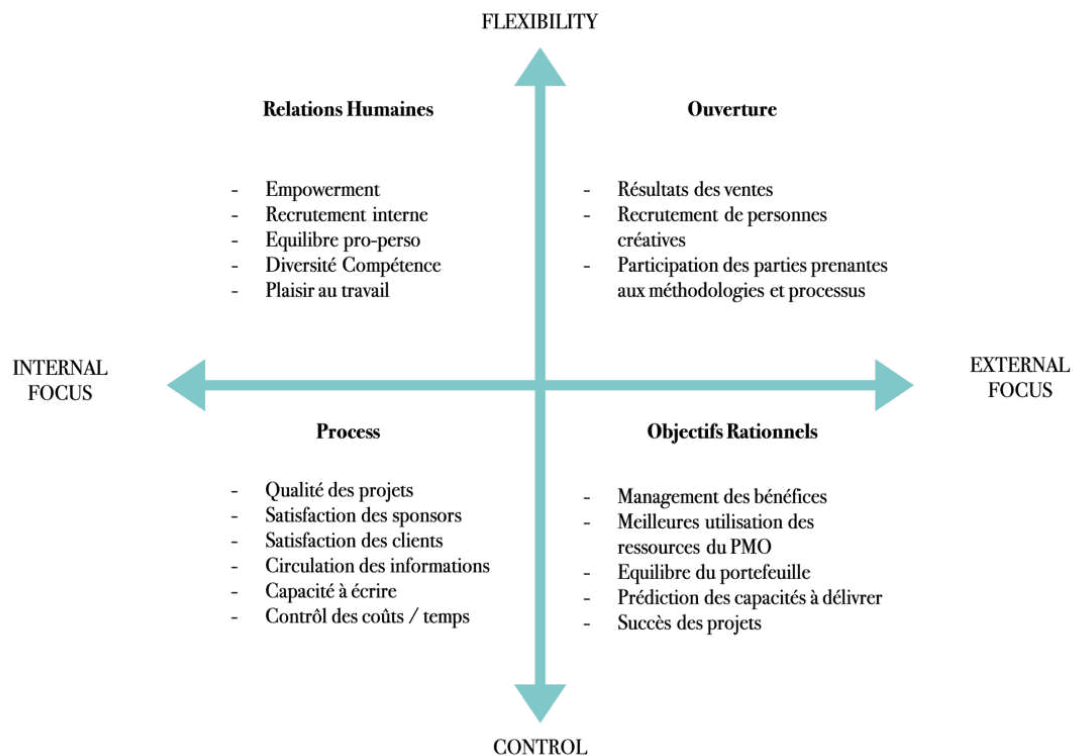 FLEXIBILITY
Relations Humaines
- Empowerment
- Recrutement interne
- Equilibre pro-perso
- Diversité Compétence
- Plaisir au travail
Ouverture
- Résultats des ventes
- Recrutement de personnes
créatives
- Participation des parties prenantes
aux méthodologies et processus
INTERNAL
FOCUS
EXTERNAL
FOCUS
Process
- Qualité des projets
- Satisfaction des sponsors
- Satisfaction des clients
- Circulation des informations
- Capacité à écrire
- Contrôl des coûts / temps
Objectifs Rationnels
- Management des bénéfices
- Meilleures utilisation des
ressources du PMO
- Equilibre du portefeuille
- Prédiction des capacités à délivrer
- Succès des projets
CONTROL